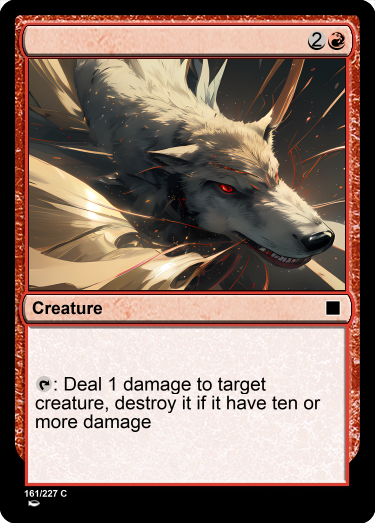 2
Creature
: Deal 1 damage to target
creature, destroy it if it have ten or
more damage
161/227 C